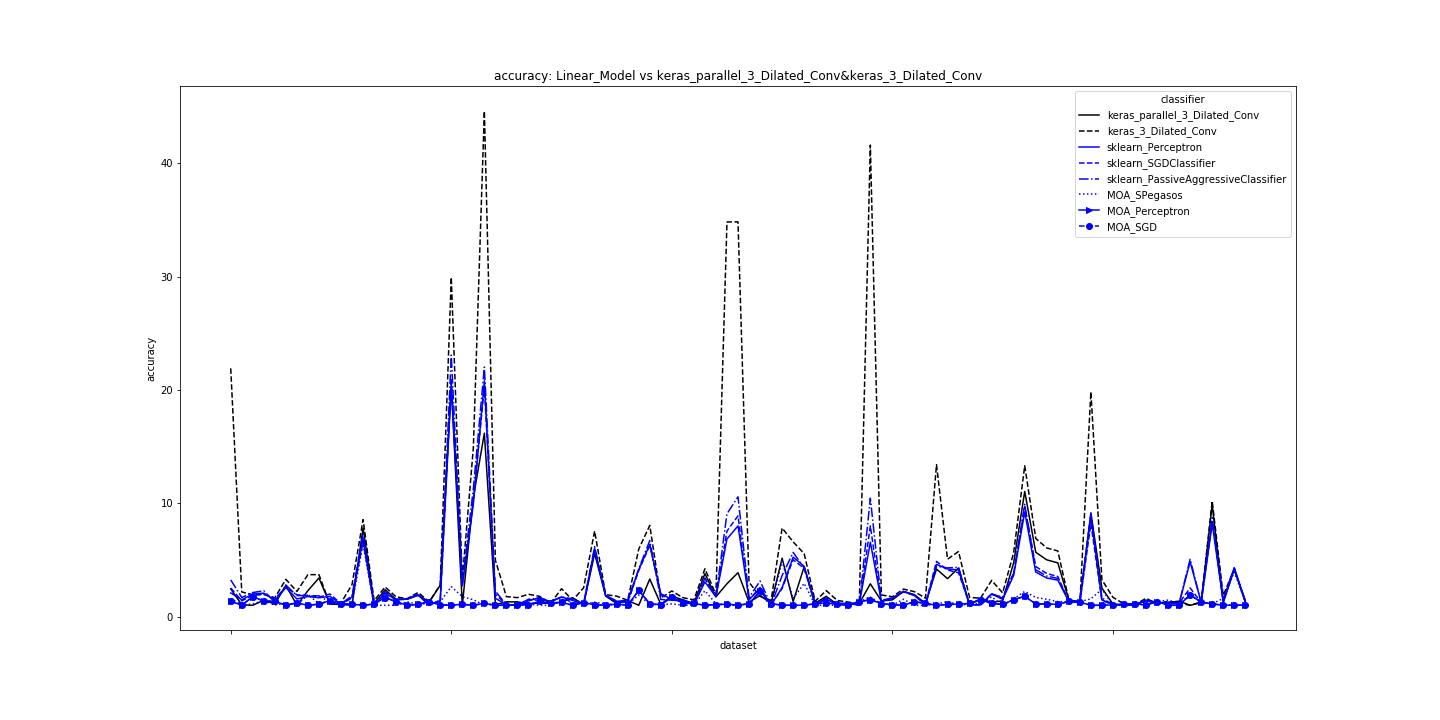 accuracy: Linear_Model vs keras_parallel_3_Dilated_Conv&keras_3_Dilated_Conv
classifier
keras_parallel_3_Dilated_Conv
keras_3_Dilated_Conv
sklearn_Perceptron
sklearn_SGDClassifier
sklearn_PassiveAggressiveClassifier
MOA_SPegasos
MOA_Perceptron
MOA_SGD
40
30
20
10
0
accuracy
dataset